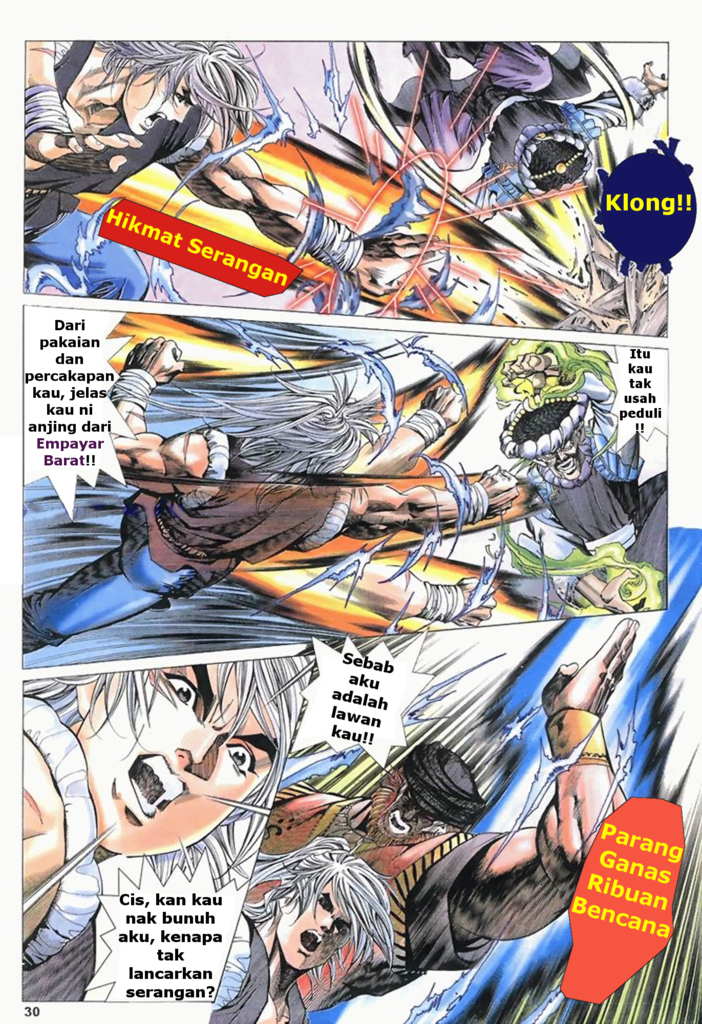 Hikmat Serangan
Klong!!
Dari
pakaian
dan
percakapan
kau, jelas
kau ni
anjing dari
Empayar
Barat!!
Itu
kau
tak
usah
peduli
!!
Sebab
aku
adalah
lawan
kau!!
Cis, kan kau
nak bunuh
aku, kenapa
tak
lancarkan
serangan?
Parang
Ganas
Ribuan
Bencana
30